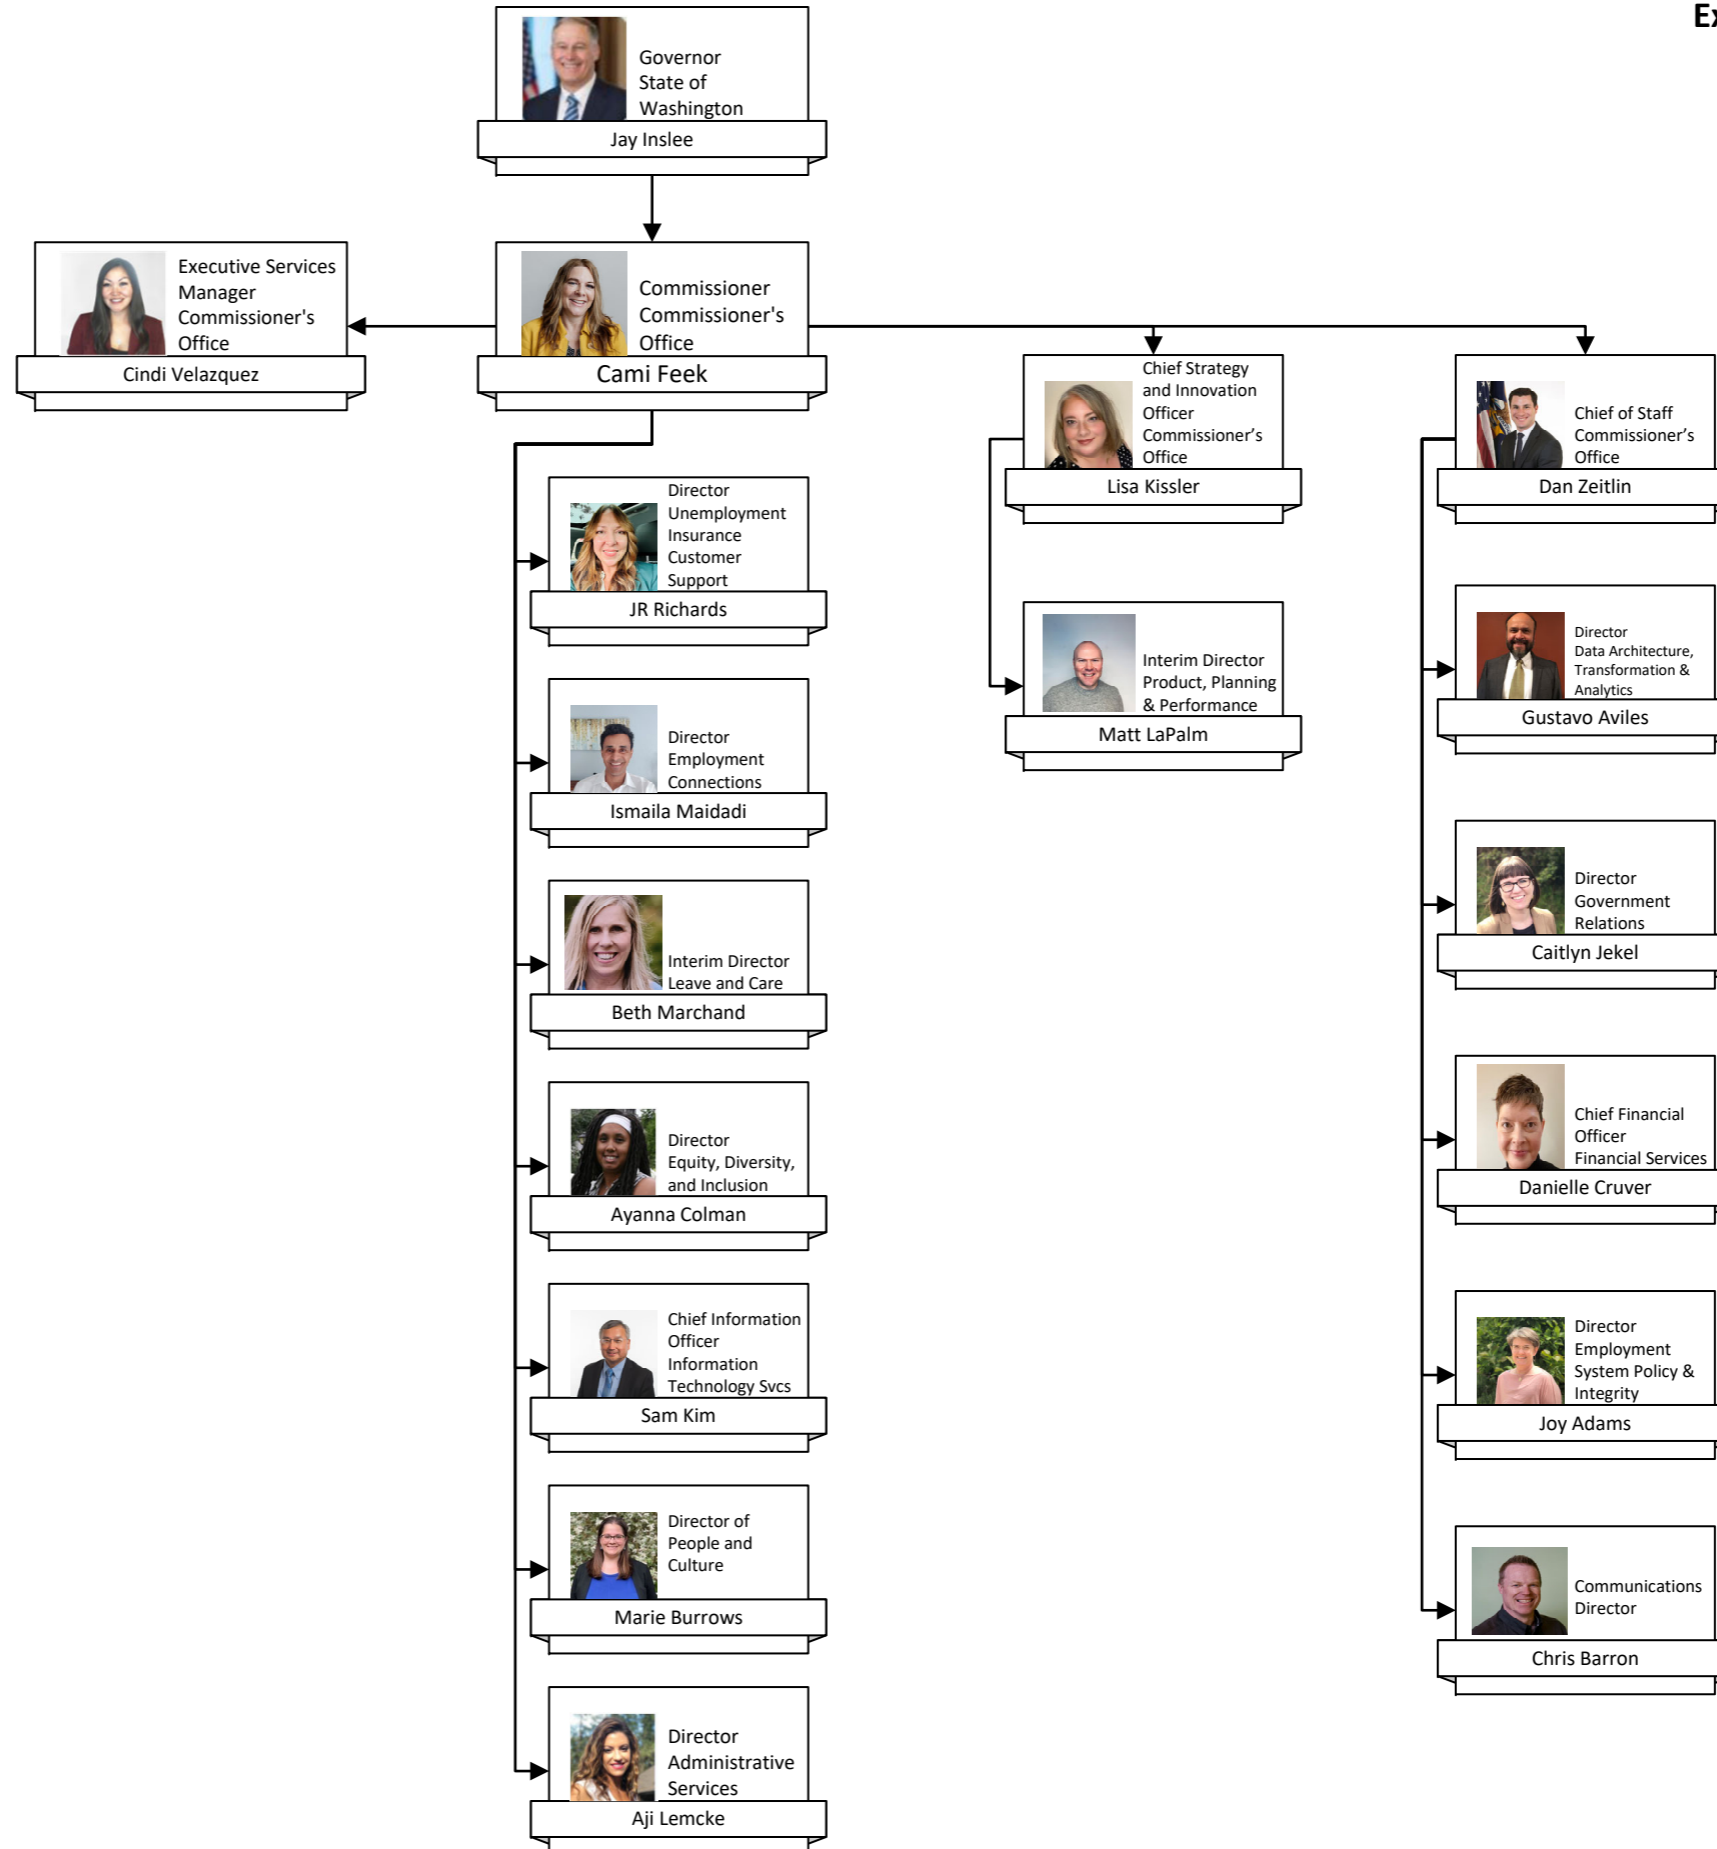 Ex
Governor
State of
Washington
Jay Inslee
Executive Services
Manager
Commissioner's
Office
Cindi Velazquez
Commissioner
Commissioner's
Office
Cami Feek
Chief Strategy
and Innovation
Officer
Commissioner’s
Office
Lisa Kissler
Chief of Staff
Commissioner’s
Office
Dan Zeitlin
Director
Unemployment
Insurance
Customer
Support
JR Richards
Director
Employment
Connections
Ismaila Maidadi
Interim Director
Leave and Care
Beth Marchand
Director
Equity, Diversity,
and Inclusion
Ayanna Colman
Chief Information
Officer
Information
Technology Svcs
Sam Kim
Director of
People and
Culture
Marie Burrows
Director
Administrative
Services
Aji Lemcke
Interim Director
Product, Planning
& Performance
Matt LaPalm
Director
Data Architecture,
Transformation &
Analytics
Gustavo Aviles
Director
Government
Relations
Caitlyn Jekel
Chief Financial
Officer
Financial Services
Danielle Cruver
Director
Employment
System Policy &
Integrity
Joy Adams
Communications
Director
Chris Barron